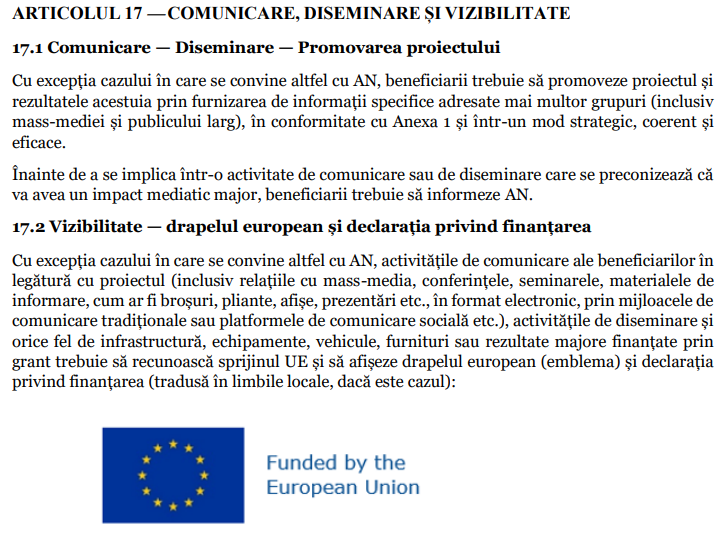 ARTICOLUL 17 — COMUNICARE, DISEMINARE ȘI VIZIBILITATE
17.1 Comunicare — Diseminare — Promovarea proiectului
Cu excepția cazului în care se convine altfel cu AN, beneficiarii trebuie să promoveze proiectul și
rezultatele acestuia prin furnizarea de informații specifice adresate mai multor grupuri (inclusiv
mass-mediei și publicului larg), în conformitate cu Anexa 1 și într-un mod strategic, coerent și
eficace.
Înainte de a se implica într-o activitate de comunicare sau de diseminare care se preconizează că
va avea un impact mediatic major, beneficiarii trebuie să informeze AN.
17.2 Vizibilitate — drapelul european și declarația privind finanțarea
Cu excepția cazului în care se convine altfel cu AN, activitățile de comunicare ale beneficiarilor în
legătură cu proiectul (inclusiv relațiile cu mass-media, conferințele, seminarele, materialele de
informare, cum ar fi broșuri, pliante, afișe, prezentări etc., în format electronic, prin mijloacele de
comunicare tradiționale sau platformele de comunicare socială etc.), activitățile de diseminare și
orice fel de infrastructură, echipamente, vehicule, furnituri sau rezultate majore finanțate prin
grant trebuie să recunoască sprijinul UE și să afișeze drapelul european (emblema) și declarația
privind finanțarea (tradusă în limbile locale, dacă este cazul):
Funded by the
European Union